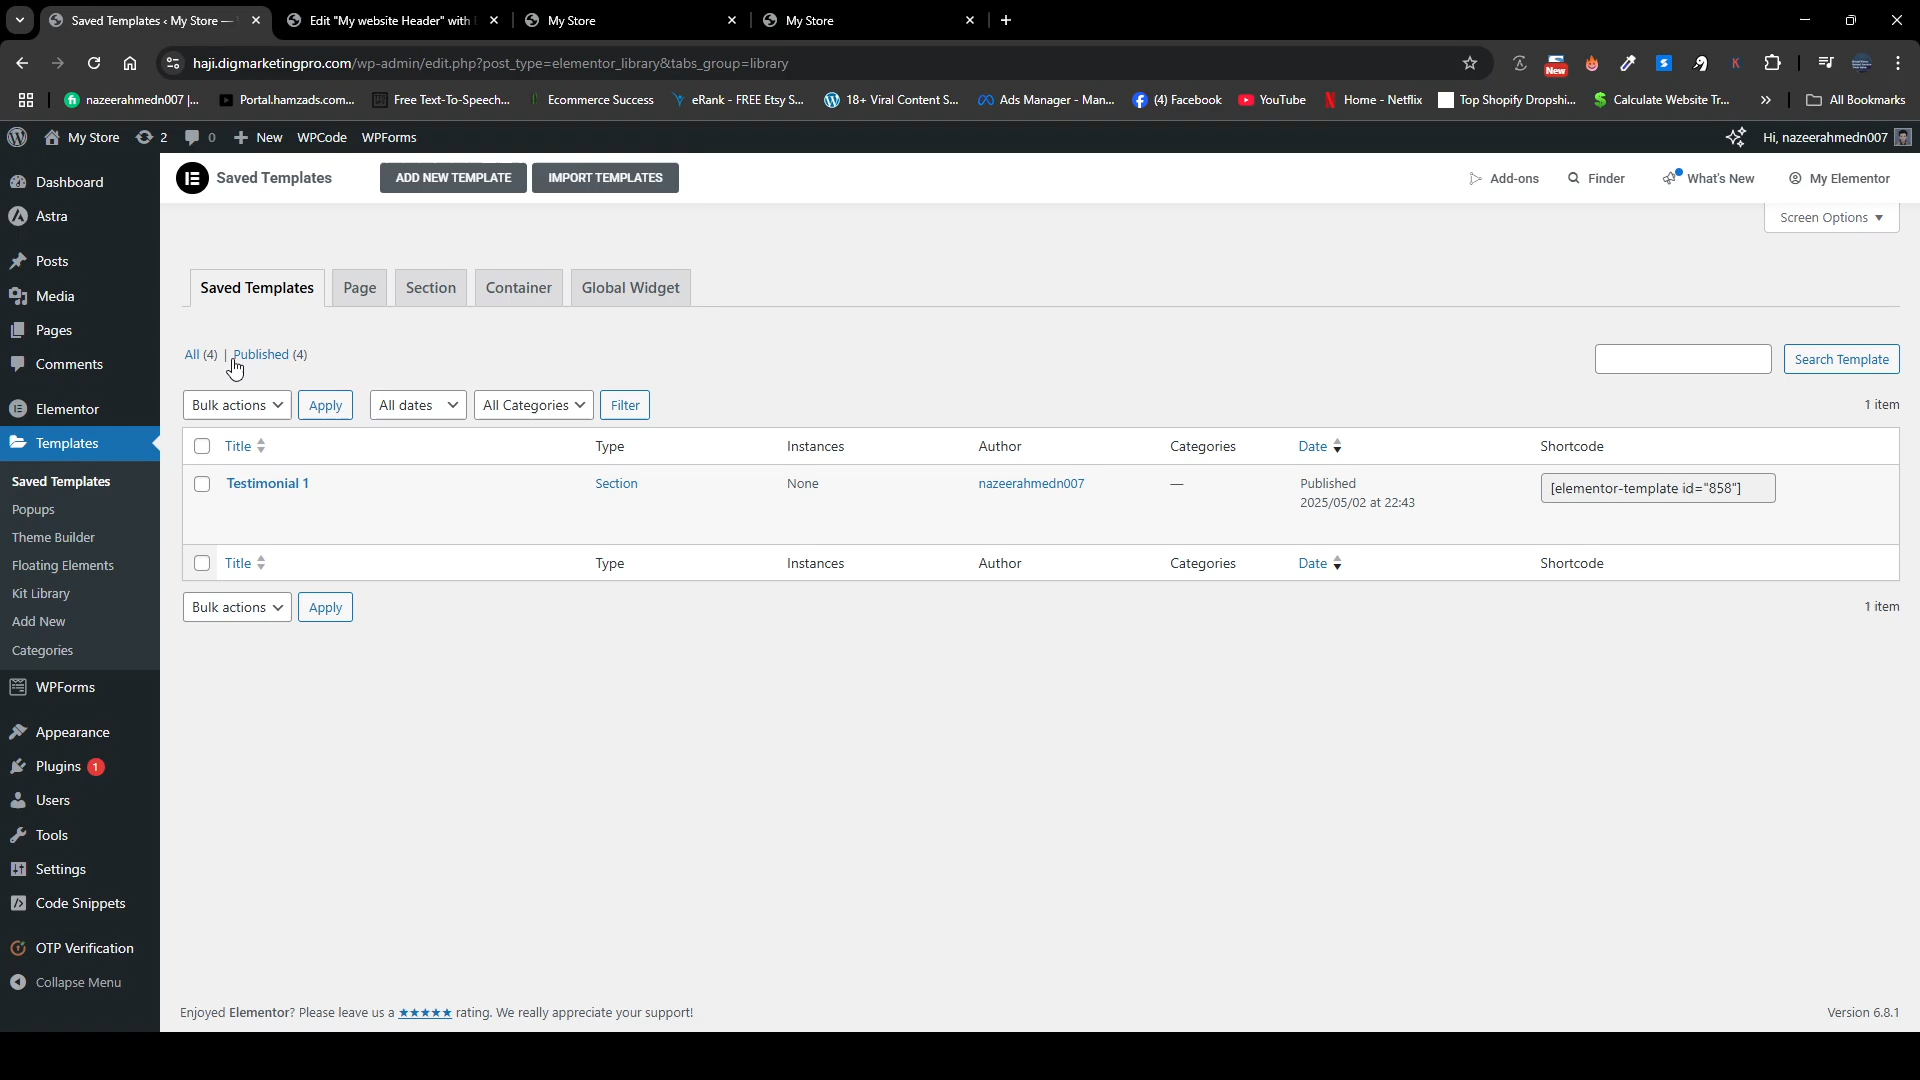 Saved Templates ‹ My Store —
Edit "My website Header" with
My Store
My Store
haji.digmarketingpro.com/wp-admin/edit.php?post_type=elementor_library&tabs_group=library
New
nazeerahmedn007 |...
Portal.hamzads.com...
Free Text-To-Speech...
Ecommerce Success
eRank - FREE Etsy S...
18+ Viral Content S...
Ads Manager - Man...
(4) Facebook
YouTube
Home - Netflix
Top Shopify Dropshi...
Calculate Website Tr...
All Bookmarks
My Store
2
0
New
WPCode
WPForms
Hi, nazeerahmedn007
Dashboard
Astra
Posts
Media
Pages
Comments
Elementor
Templates
Saved Templates
Popups
Theme Builder
Floating Elements
Kit Library
Add New
Categories
WPForms
Appearance
Plugins 1
Users
Tools
Settings
Code Snippets
OTP Verification
Collapse Menu
Saved Templates
ADD NEW TEMPLATE
IMPORT TEMPLATES
Add-ons
Finder
What's New
My Elementor
Screen Options
Saved Templates
Page
Section
Container
Global Widget
All (4) | Published (4)
Search Template
Bulk actions
Apply
All dates
All Categories
Filter
1 item
Title
Type
Instances
Author
Categories
Date
Shortcode
Testimonial 1
Section
None
nazeerahmedn007
—
Published
2025/05/02 at 22:43
[elementor-template id="858"]
Title
Type
Instances
Author
Categories
Date
Shortcode
Bulk actions
Apply
1 item
Enjoyed Elementor? Please leave us a ★★★★★ rating. We really appreciate your support!
Version 6.8.1